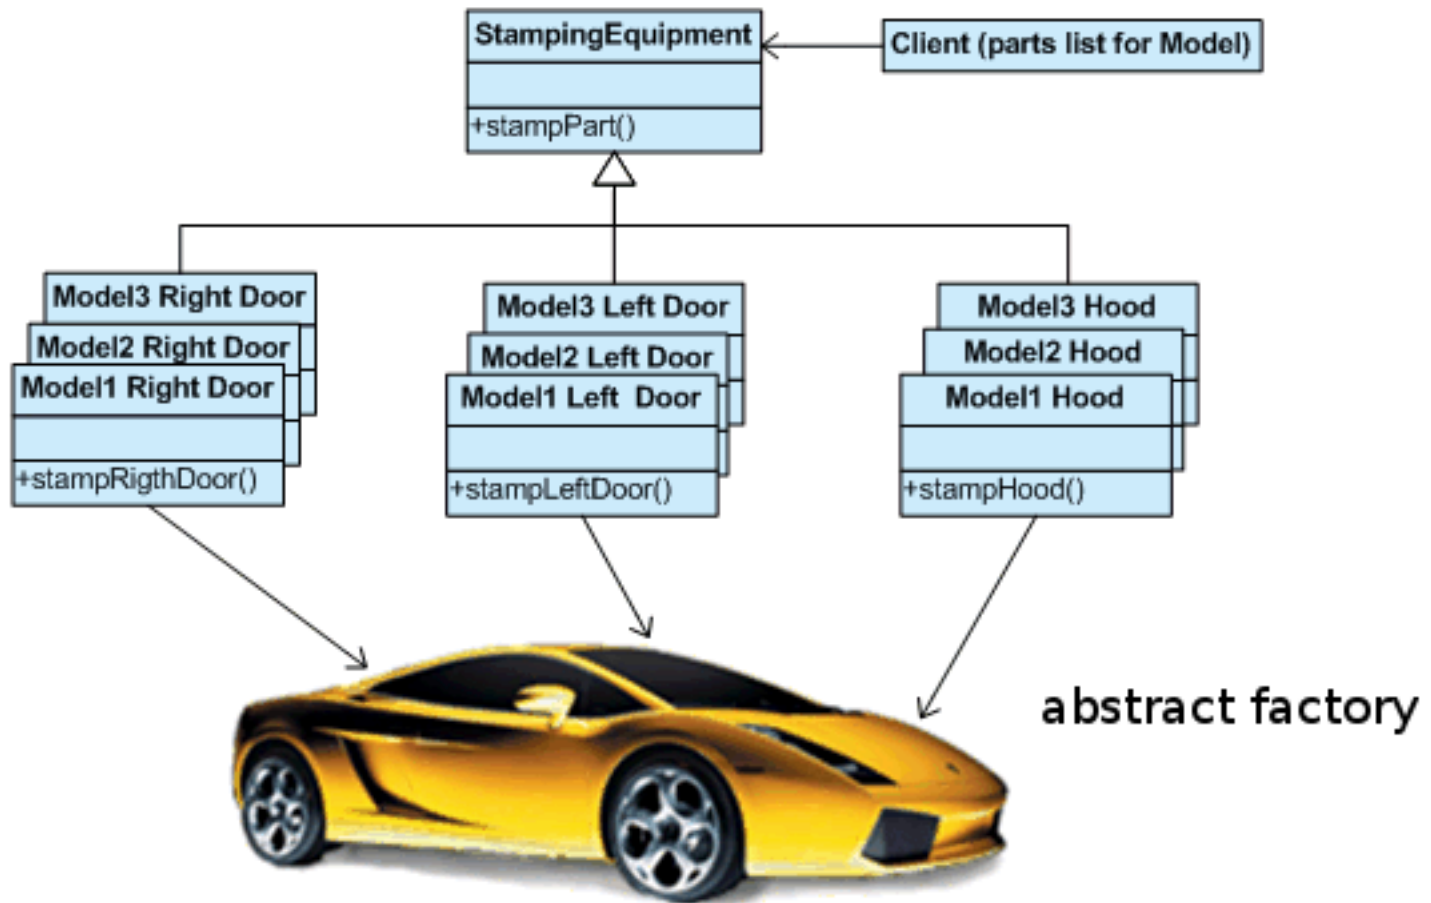 StampingEquipment
Client (parts list for Model)
+stampPart()
Model3 Right Door
Model2 Right Door
Model1 Right Door
+stampRigthDoor()
Model3 Left Door
Model2 Left Door
Model1 Left Door
+stampLeftDoor()
Model3 Hood
Model2 Hood
Model1 Hood
+stampHood()
abstract factory